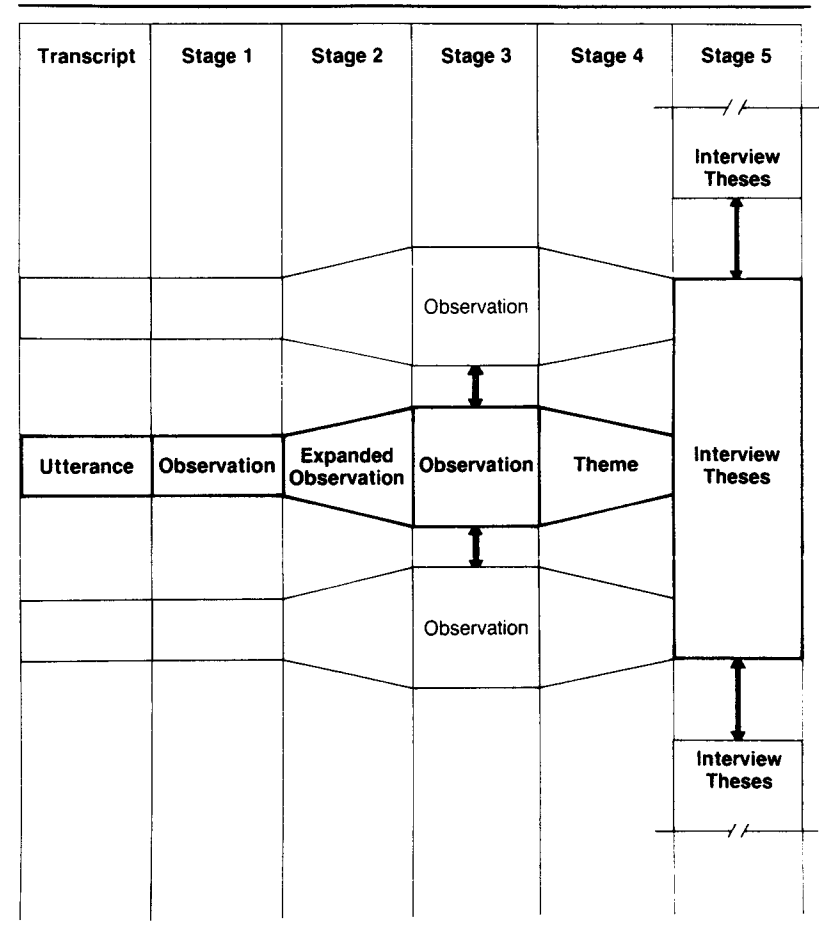 Transcript Stage 1 Stage 2 Stage 3 Stage 4 Stage 5
Interview
Theses
Observation
Utterance Observation Expanded
Observation Observation Theme Interview
Theses
Observation
Interview
Theses